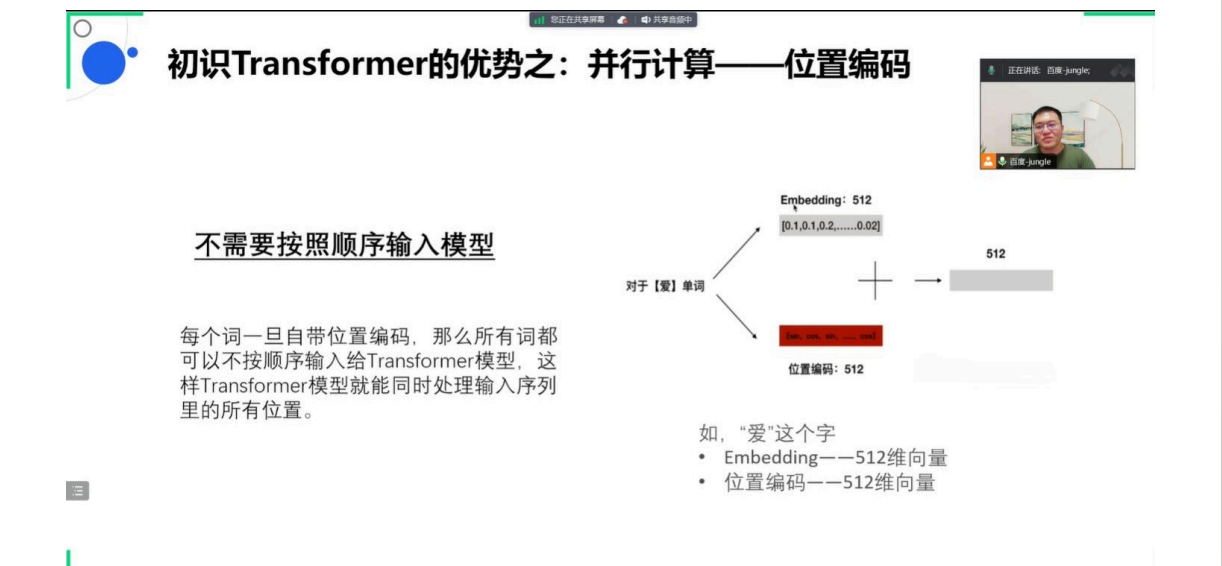 您正在共享屏幕 共享音频中
初识Transformer的优势之：并行计算——位置编码
正在讲话: 百度-jungle;
百度-jungle
不需要按照顺序输入模型
每个词一旦自带位置编码，那么所有词都
可以不按顺序输入给Transformer模型，这
样Transformer模型就能同时处理输入序列
里的所有位置。
Embedding：512
[0.1,0.1,0.2,......0.02]
512
对于【爱】单词
位置编码：512
如，“爱”这个字
• Embedding——512维向量
• 位置编码——512维向量